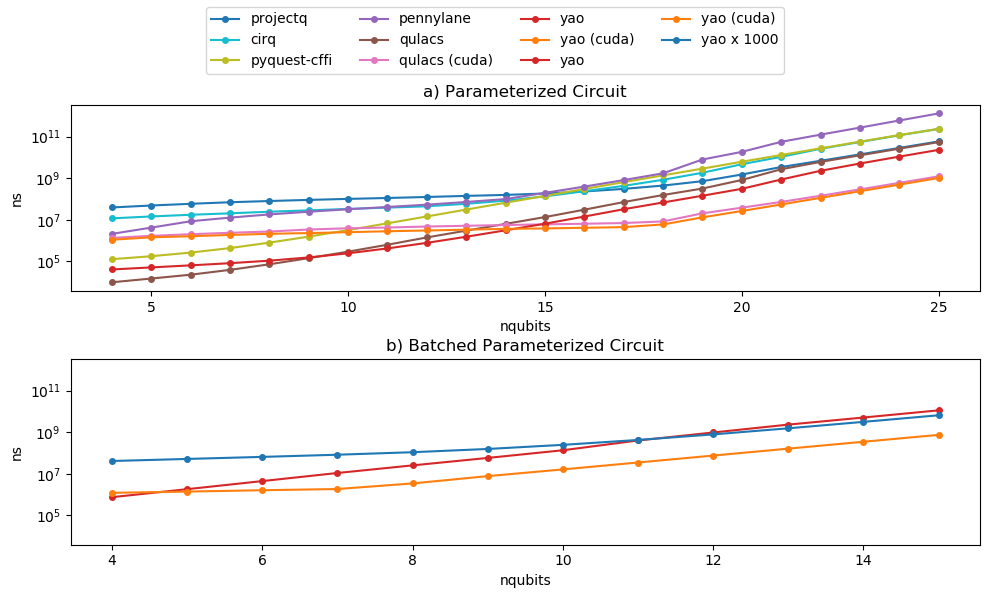 projectq pennylane yao yao (cuda)
cirq qulacs yao (cuda) yao x 1000
pyquest-cffi qulacs (cuda) yao
a) Parameterized Circuit
10^11
10^9
10^7
10^5
ns
5 10 15 20 25
nqubits
b) Batched Parameterized Circuit
10^11
10^9
10^7
10^5
ns
4 6 8 10 12 14
nqubits